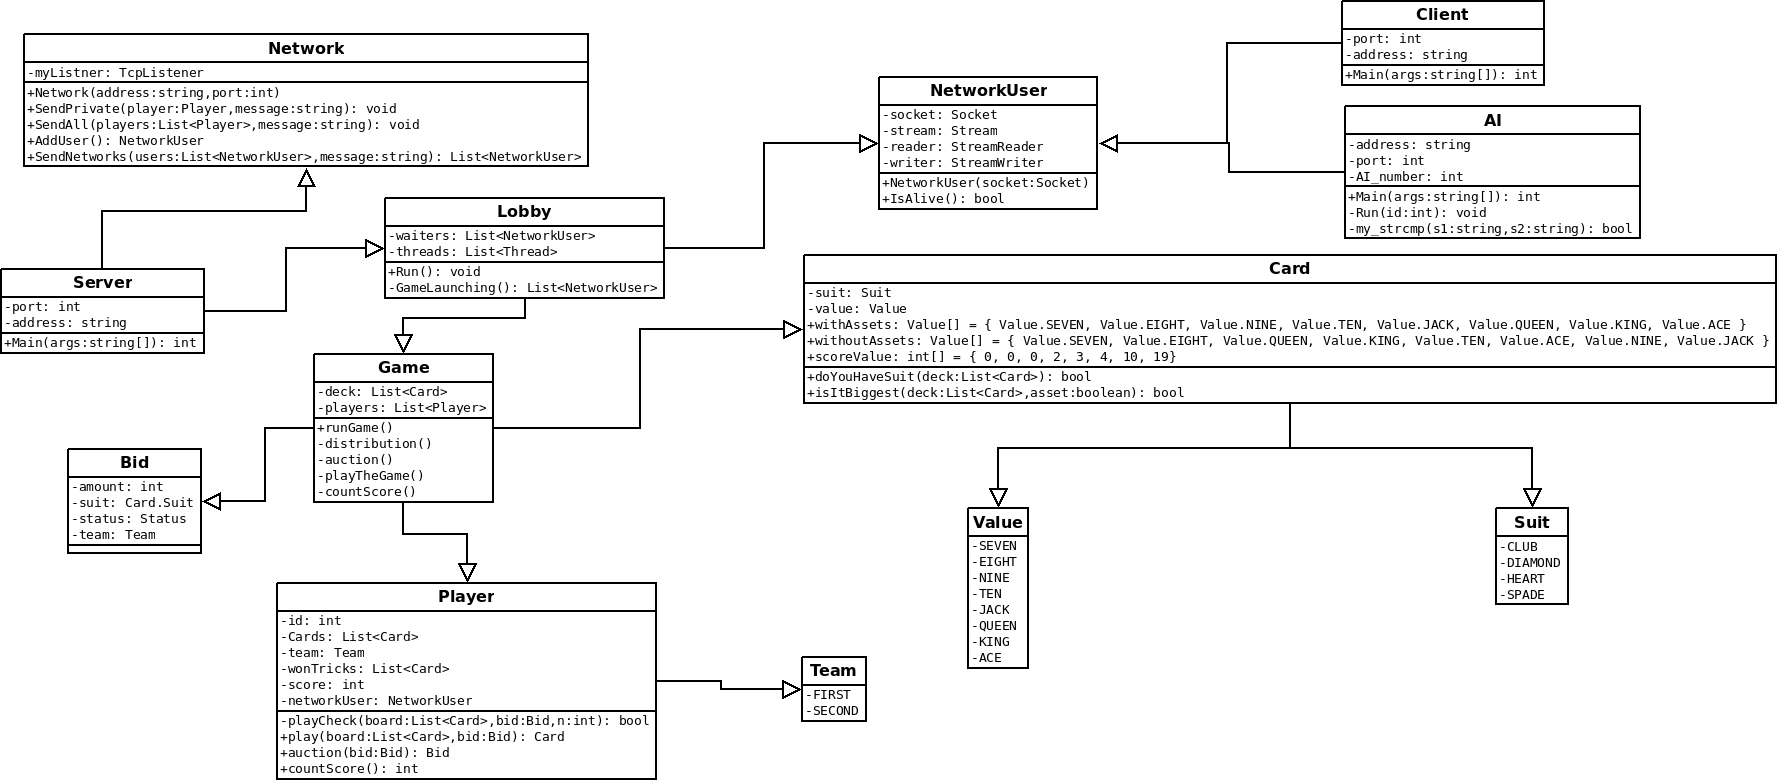 Network
-myListner: TcpListener
+Network(address:string,port:int)
+SendPrivate(player:Player,message:string): void
+SendAll(players:List<Player>,message:string): void
+AddUser(): NetworkUser
+SendNetworks(users:List<NetworkUser>,message:string): List<NetworkUser>
Client
-port: int
-address: string
+Main(args:string[]): int
NetworkUser
-socket: Socket
-stream: Stream
-reader: StreamReader
-writer: StreamWriter
+NetworkUser(socket:Socket)
+IsAlive(): bool
AI
-address: string
-port: int
-AI_number: int
+Main(args:string[]): int
-Run(id:int): void
-my_strcmp(s1:string,s2:string): bool
Lobby
-waiters: List<NetworkUser>
-threads: List<Thread>
+Run(): void
-GameLaunching(): List<NetworkUser>
Server
-port: int
-address: string
+Main(args:string[]): int
Card
-suit: Suit
-value: Value
+withAssets: Value[] = { Value.SEVEN, Value.EIGHT, Value.NINE, Value.TEN, Value.JACK, Value.QUEEN, Value.KING, Value.ACE }
+withoutAssets: Value[] = { Value.SEVEN, Value.EIGHT, Value.QUEEN, Value.KING, Value.TEN, Value.ACE, Value.NINE, Value.JACK }
+scoreValue: int[] = { 0, 0, 0, 2, 3, 4, 10, 19}
+doYouHaveSuit(deck:List<Card>): bool
+isItBiggest(deck:List<Card>,asset:boolean): bool
Game
-deck: List<Card>
-players: List<Player>
+runGame()
-distribution()
-auction()
-playTheGame()
-countScore()
Bid
-amount: int
-suit: Card.Suit
-status: Status
-team: Team
Value
-SEVEN
-EIGHT
-NINE
-TEN
-JACK
-QUEEN
-KING
-ACE
Suit
-CLUB
-DIAMOND
-HEART
-SPADE
Player
-id: int
-Cards: List<Card>
-team: Team
-wonTricks: List<Card>
-score: int
-networkUser: NetworkUser
-playCheck(board:List<Card>,bid:Bid,n:int): bool
+play(board:List<Card>,bid:Bid): Card
+auction(bid:Bid): Bid
+countScore(): int
Team
-FIRST
-SECOND